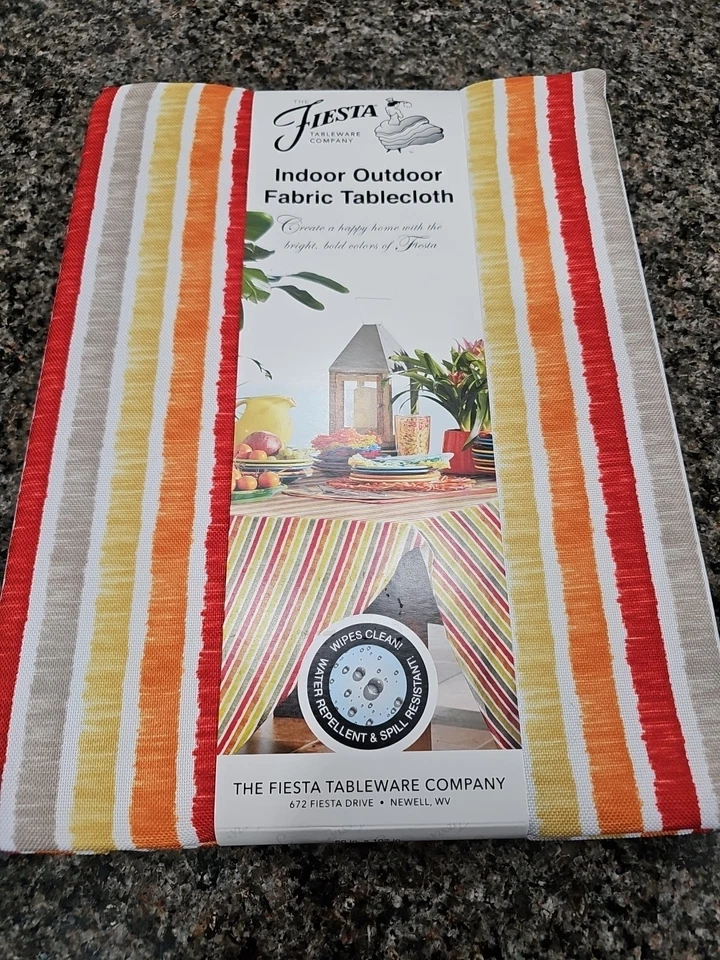 THE
FIESTA
TABLEWARE
COMPANY
Indoor Outdoor
Fabric Tablecloth
Create a happy home with the
bright, bold colors of Fiesta
WIPES CLEAN!
WATER REPELLENT & SPILL RESISTANT!
THE FIESTA TABLEWARE COMPANY
672 FIESTA DRIVE • NEWELL, WV